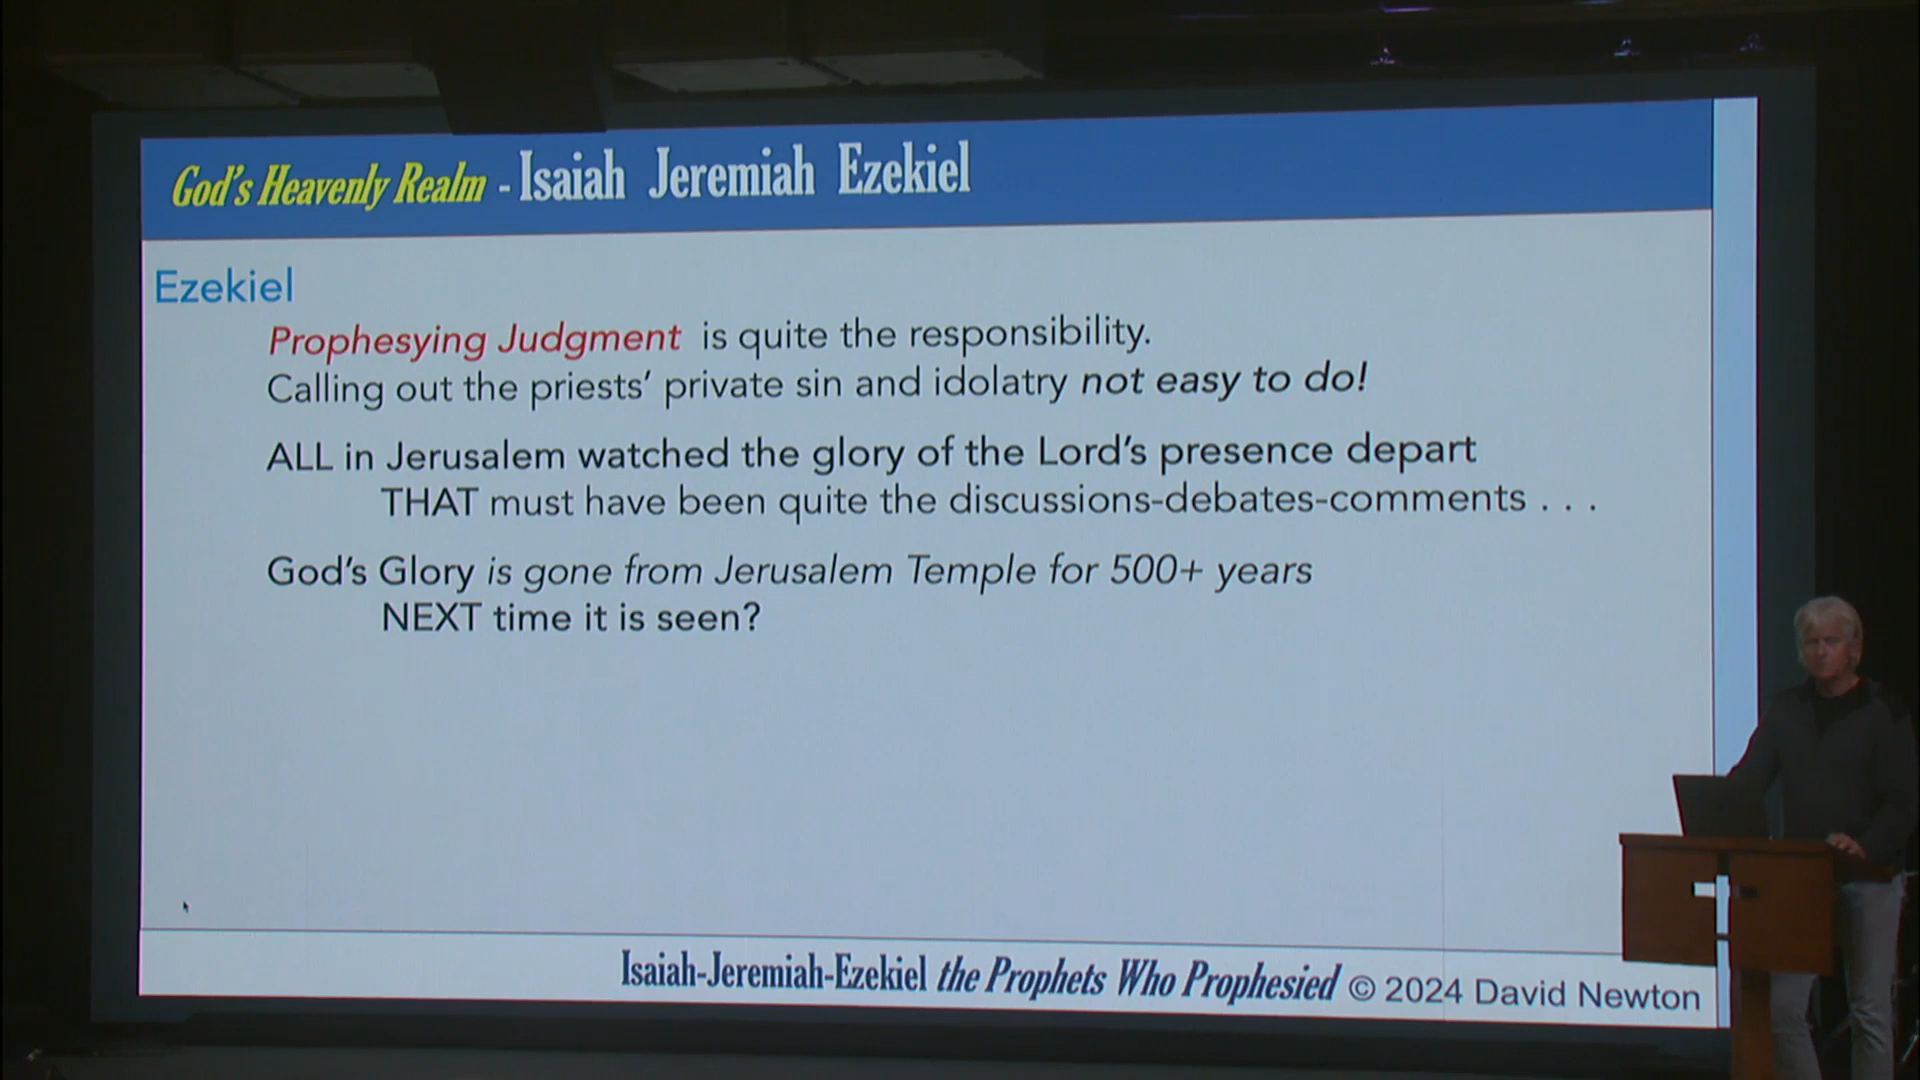 God's Heavenly Realm - Isaiah Jeremiah Ezekiel
Ezekiel
Prophesying Judgment is quite the responsibility.
Calling out the priests' private sin and idolatry not easy to do!
ALL in Jerusalem watched the glory of the Lord's presence depart
THAT must have been quite the discussions-debates-comments . . .
God's Glory is gone from Jerusalem Temple for 500+ years
NEXT time it is seen?
Isaiah-Jeremiah-Ezekiel the Prophets Who Prophesied © 2024 David Newton